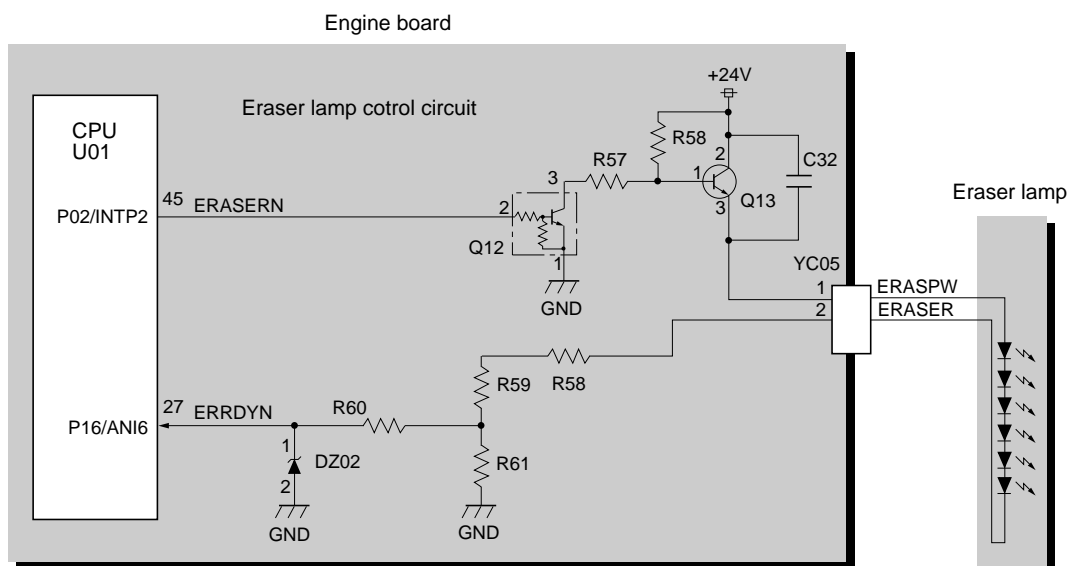 Engine board
Eraser lamp cotrol circuit
CPU
U01
P02/INTP2
45 ERASERN
2
3
Q12
1
GND
R57
R58
+24V
2
1
3
Q13
C32
YC05
1
2
ERASPW
ERASER
Eraser lamp
R59
R58
P16/ANI6
27 ERRDYN
R60
1
DZ02
2
GND
R61
GND